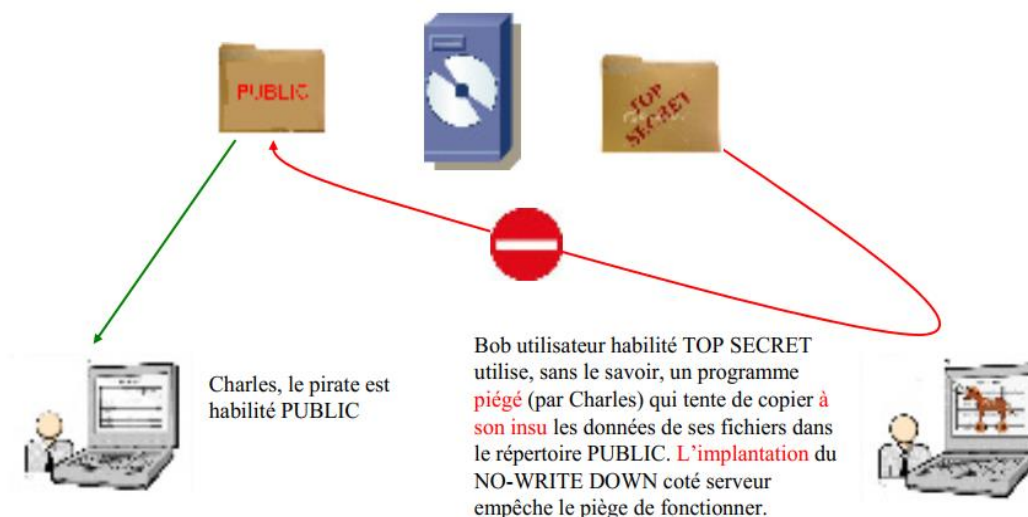 PUBLIC
TOP
SECRET
Charles, le pirate est
habilité PUBLIC
Bob utilisateur habilité TOP SECRET
utilise, sans le savoir, un programme
piégé (par Charles) qui tente de copier à
son insu les données de ses fichiers dans
le répertoire PUBLIC. L'implantation du
NO-WRITE DOWN coté serveur
empêche le piège de fonctionner.